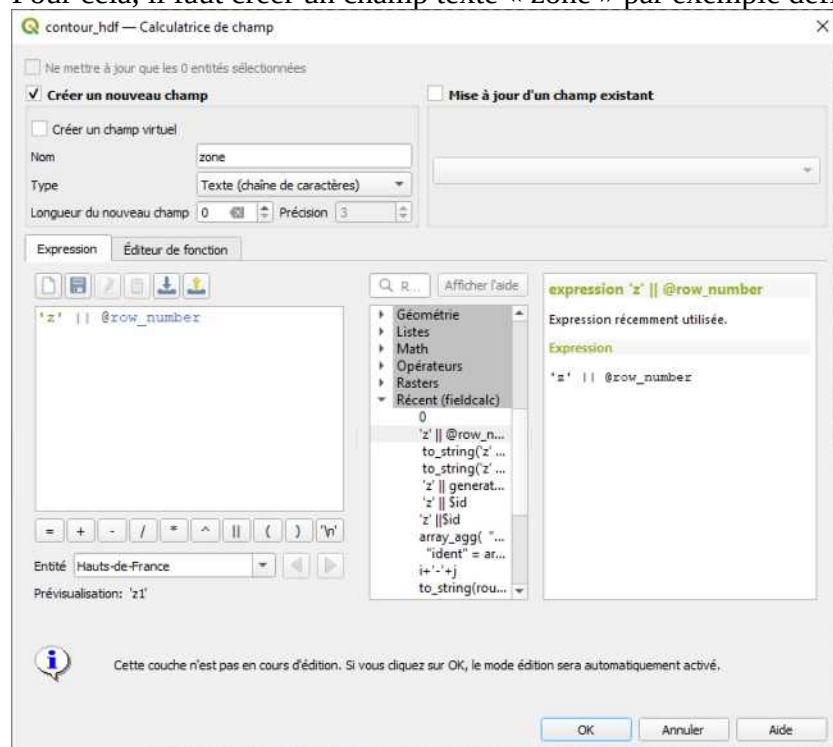 Pour cela, il faut créer un champ texte « zone » par exemple défi
contour_hdf — Calculatrice de champ
Ne mettre à jour que les 0 entités sélectionnées
Créer un nouveau champ
Mise à jour d'un champ existant
Créer un champ virtuel
Nom zone
Type Texte (chaîne de caractères)
Longueur du nouveau champ 0 Précision 3
Expression Éditeur de fonction
R... Afficher l'aide
'z' || @row_number
Géométrie
Listes
Math
Opérateurs
Rasters
Récent (fieldcalc)
0
'z' || @row_n...
to_string('z' ...
to_string('z' ...
'z' || generat...
'z' || $id
'z' ||$id
array_agg( "...
"ident" = ar...
i+'-'+j
to_string(rou...
expression 'z' || @row_number
Expression récemment utilisée.
Expression
'z' || @row_number
= + - / * ^ || ( ) '\n'
Entité Hauts-de-France
Prévisualisation: 'z1'
Cette couche n'est pas en cours d'édition. Si vous cliquez sur OK, le mode édition sera automatiquement activé.
OK Annuler Aide